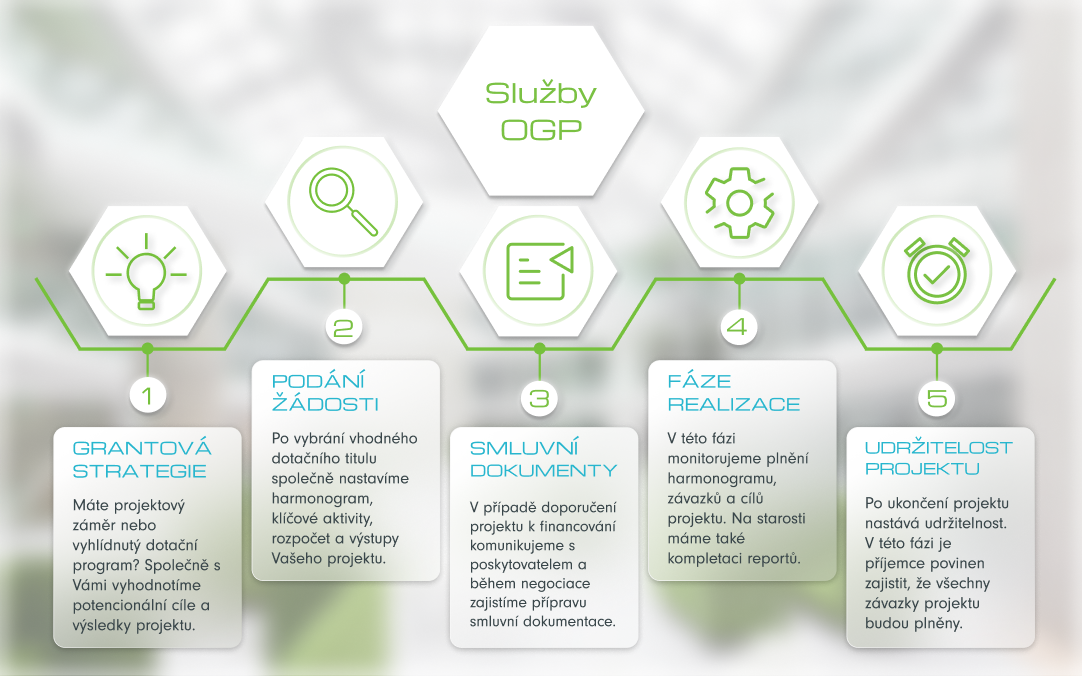 Služby
OGP
1
GRANTOVÁ
STRATEGIE
Máte projektový
záměr nebo
vyhlídnutý dotační
program? Společně s
Vámi vyhodnotíme
potencionální cíle a
výsledky projektu.
2
PODÁNÍ
ŽÁDOSTI
Po vybrání vhodného
dotačního titulu
společně nastavíme
harmonogram,
klíčové aktivity,
rozpočet a výstupy
Vašeho projektu.
3
SMLUVNÍ
DOKUMENTY
V případě doporučení
projektu k financování
komunikujeme s
poskytovatelem a
během negociace
zajistíme přípravu
smluvní dokumentace.
4
FÁZE
REALIZACE
V této fázi
monitorujeme plnění
harmonogramu,
závazků a cílů
projektu. Na starosti
máme také
kompletaci reportů.
5
UDRŽITELOST
PROJEKTU
Po ukončení projektu
nastává udržitelnost.
V této fázi je
příjemce povinen
zajistit, že všechny
závazky projektu
budou plněny.